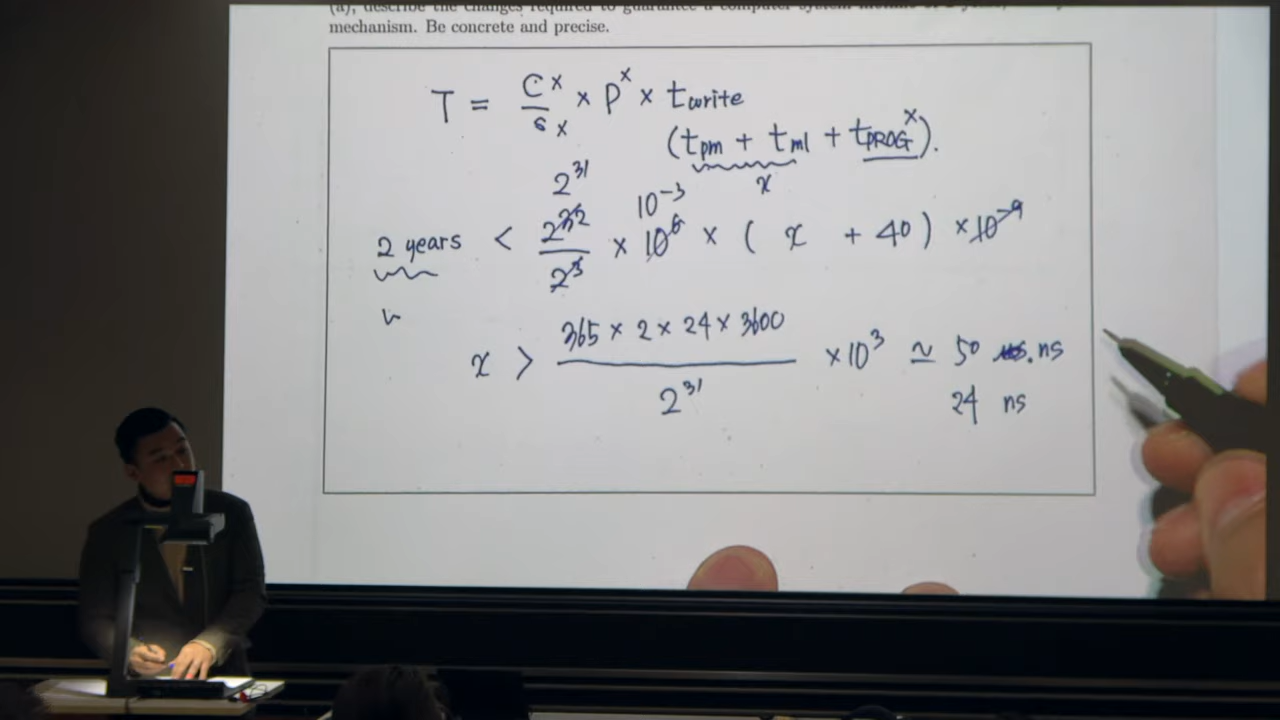 mechanism. Be concrete and precise.
T = C/S × P × t_write
(t_pm + t_ml + t_PROG).
x
2^31 10^-3
2 years < 2^32/2^5 × 10^6 × ( x + 40 ) × 10^-9
x > 365 × 2 × 24 × 3600 / 2^31 × 10^3 ≃ 50 ns
24 ns